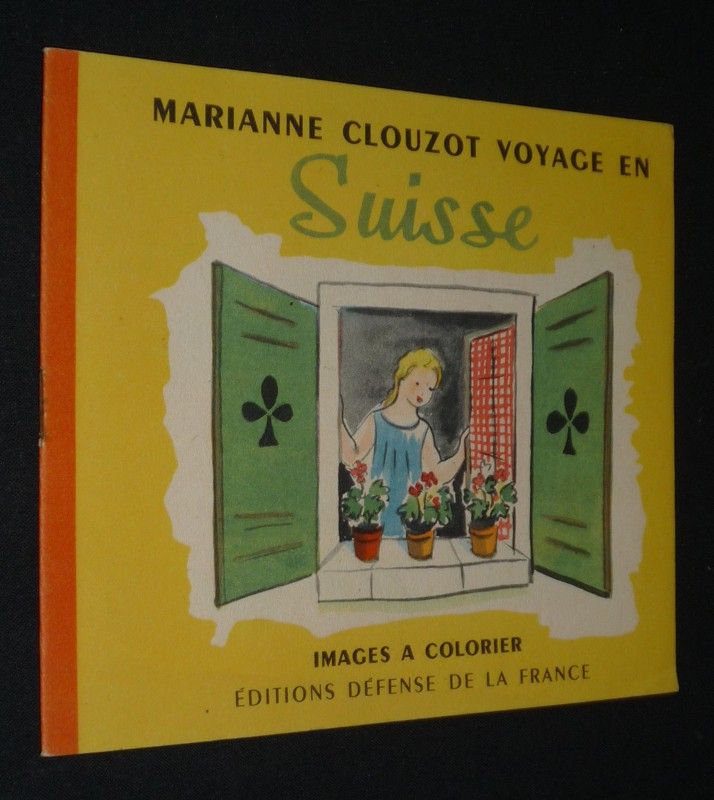 MARIANNE CLOUZOT VOYAGE EN
Suisse
IMAGES A COLORIER
ÉDITIONS DÉFENSE DE LA FRANCE